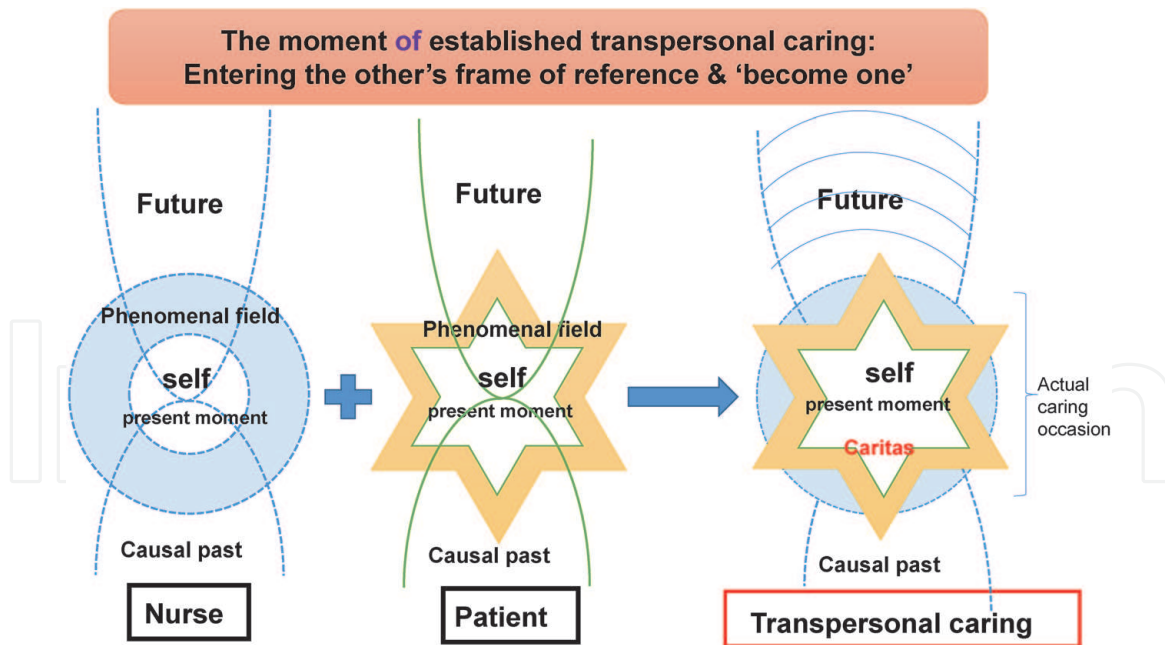 The moment of established transpersonal caring:
Entering the other's frame of reference & 'become one'
Future
Phenomenal field
self
present moment
Causal past
Nurse
Future
Phenomenal field
self
present moment
Causal past
Patient
Future
self
present moment
Caritas
Causal past
Transpersonal caring
Actual
caring
occasion